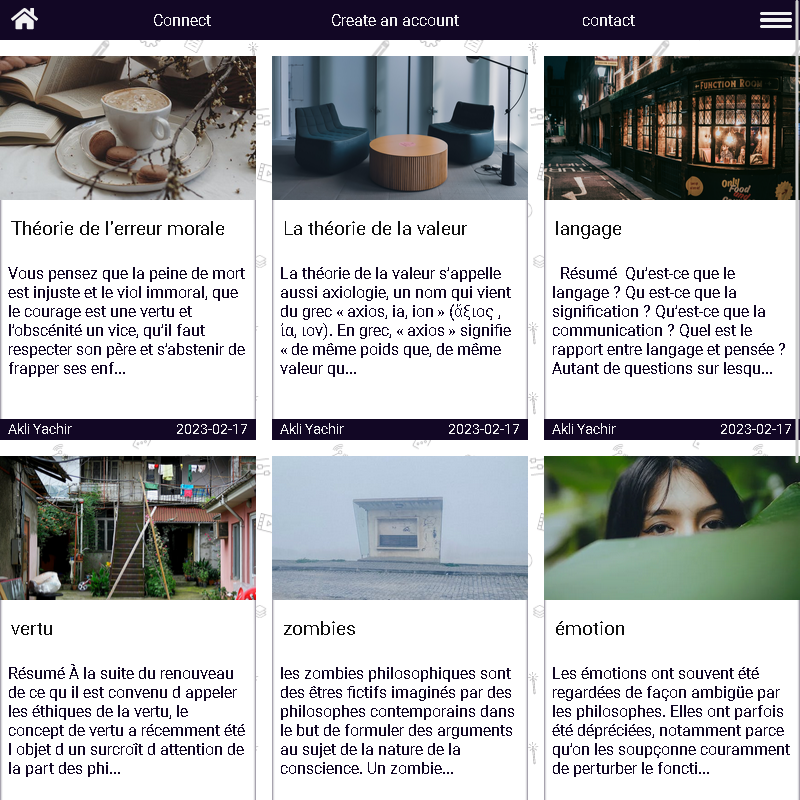 Connect
Create an account
contact
FUNCTION ROOM
Only
Food
and
Théorie de l'erreur morale
La théorie de la valeur
langage
Vous pensez que la peine de mort
est injuste et le viol immoral, que
le courage est une vertu et
l'obscénité un vice, qu'il faut
respecter son père et s'abstenir de
frapper ses enf...
La théorie de la valeur s'appelle
aussi axiologie, un nom qui vient
du grec « axios, ia, ion » (ἄξιος ,
ία, ιον). En grec, « axios » signifie
« de même poids que, de même
valeur qu...
Résumé Qu'est-ce que le
langage ? Qu est-ce que la
signification ? Qu'est-ce que la
communication ? Quel est le
rapport entre langage et pensée ?
Autant de questions sur lesqu...
Akli Yachir
2023-02-17
Akli Yachir
2023-02-17
Akli Yachir
2023-02-17
vertu
zombies
émotion
Résumé À la suite du renouveau
de ce qu il est convenu d appeler
les éthiques de la vertu, le
concept de vertu a récemment été
l objet d un surcroît d attention de
la part des phi...
les zombies philosophiques sont
des êtres fictifs imaginés par des
philosophes contemporains dans
le but de formuler des arguments
au sujet de la nature de la
conscience. Un zombie...
Les émotions ont souvent été
regardées de façon ambigüe par
les philosophes. Elles ont parfois
été dépréciées, notamment parce
qu'on les soupçonne couramment
de perturber le foncti...